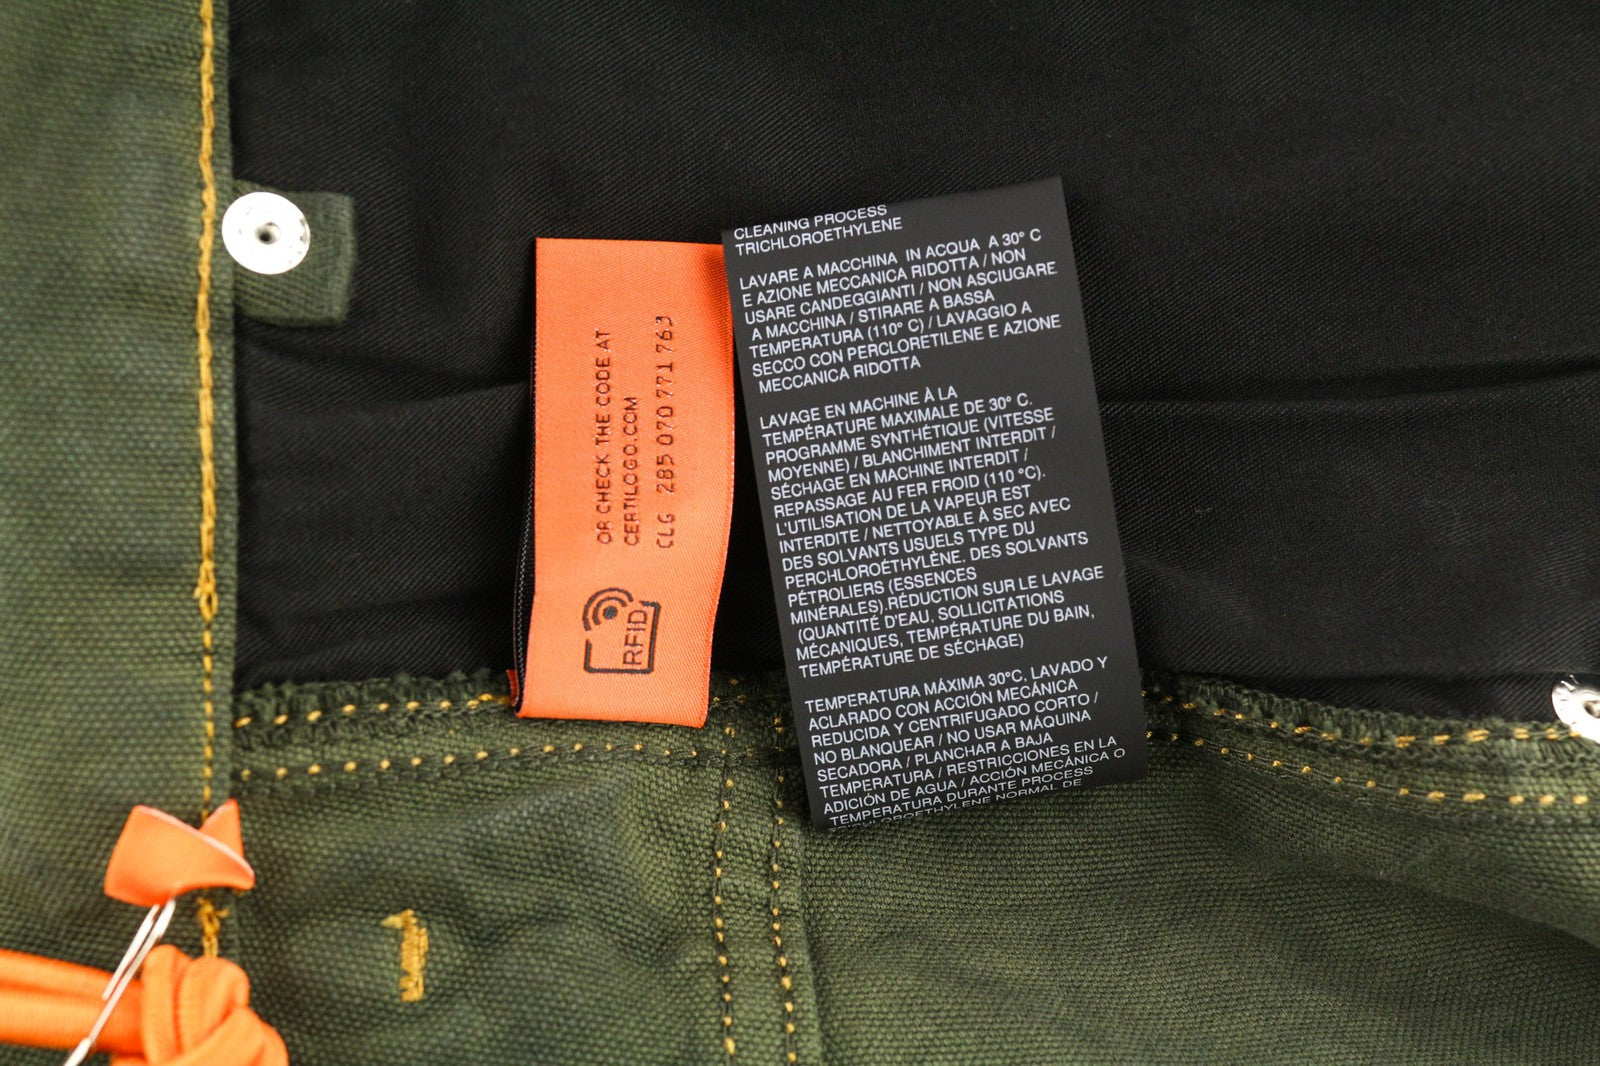 OR CHECK THE CODE AT
CERTILOGO.COM
CLG 285 070 771 763
RFID
CLEANING PROCESS
TRICHLOROETHYLENE
LAVARE A MACCHINA IN ACQUA A 30° C
E AZIONE MECCANICA RIDOTTA / NON
USARE CANDEGGIANTI / NON ASCIUGARE
A MACCHINA / STIRARE A BASSA
TEMPERATURA (110° C) / LAVAGGIO A
SECCO CON PERCLORETILENE E AZIONE
MECCANICA RIDOTTA
LAVAGE EN MACHINE À LA
TEMPÉRATURE MAXIMALE DE 30° C.
PROGRAMME SYNTHÉTIQUE (VITESSE
MOYENNE) / BLANCHIMENT INTERDIT /
SÉCHAGE EN MACHINE INTERDIT /
REPASSAGE AU FER FROID (110 °C).
L'UTILISATION DE LA VAPEUR EST
INTERDITE / NETTOYABLE À SEC AVEC
DES SOLVANTS USUELS TYPE DU
PERCHLOROÉTHYLÈNE, DES SOLVANTS
PÉTROLIERS (ESSENCES
MINÉRALES).RÉDUCTION SUR LE LAVAGE
(QUANTITÉ D'EAU, SOLLICITATIONS
MÉCANIQUES, TEMPÉRATURE DU BAIN,
TEMPÉRATURE DE SÉCHAGE)
TEMPERATURA MÁXIMA 30°C, LAVADO Y
ACLARADO CON ACCIÓN MECÁNICA
REDUCIDA Y CENTRIFUGADO CORTO /
NO BLANQUEAR / NO USAR MÁQUINA
SECADORA / PLANCHAR A BAJA
TEMPERATURA / RESTRICCIONES EN LA
ADICIÓN DE AGUA / ACCIÓN MECÁNICA O
TEMPERATURA DURANTE PROCESS
TRICHLOROETHYLENE NORMAL DE